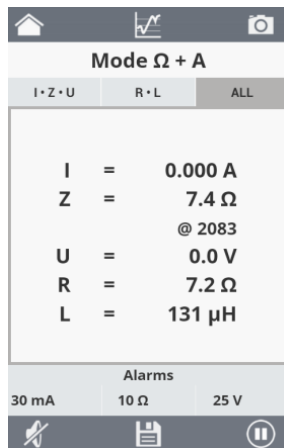 Mode Ω + A
I•Z•U R•L ALL
I = 0.000 A
Z = 7.4 Ω
@ 2083
U = 0.0 V
R = 7.2 Ω
L = 131 µH
Alarms
30 mA 10 Ω 25 V